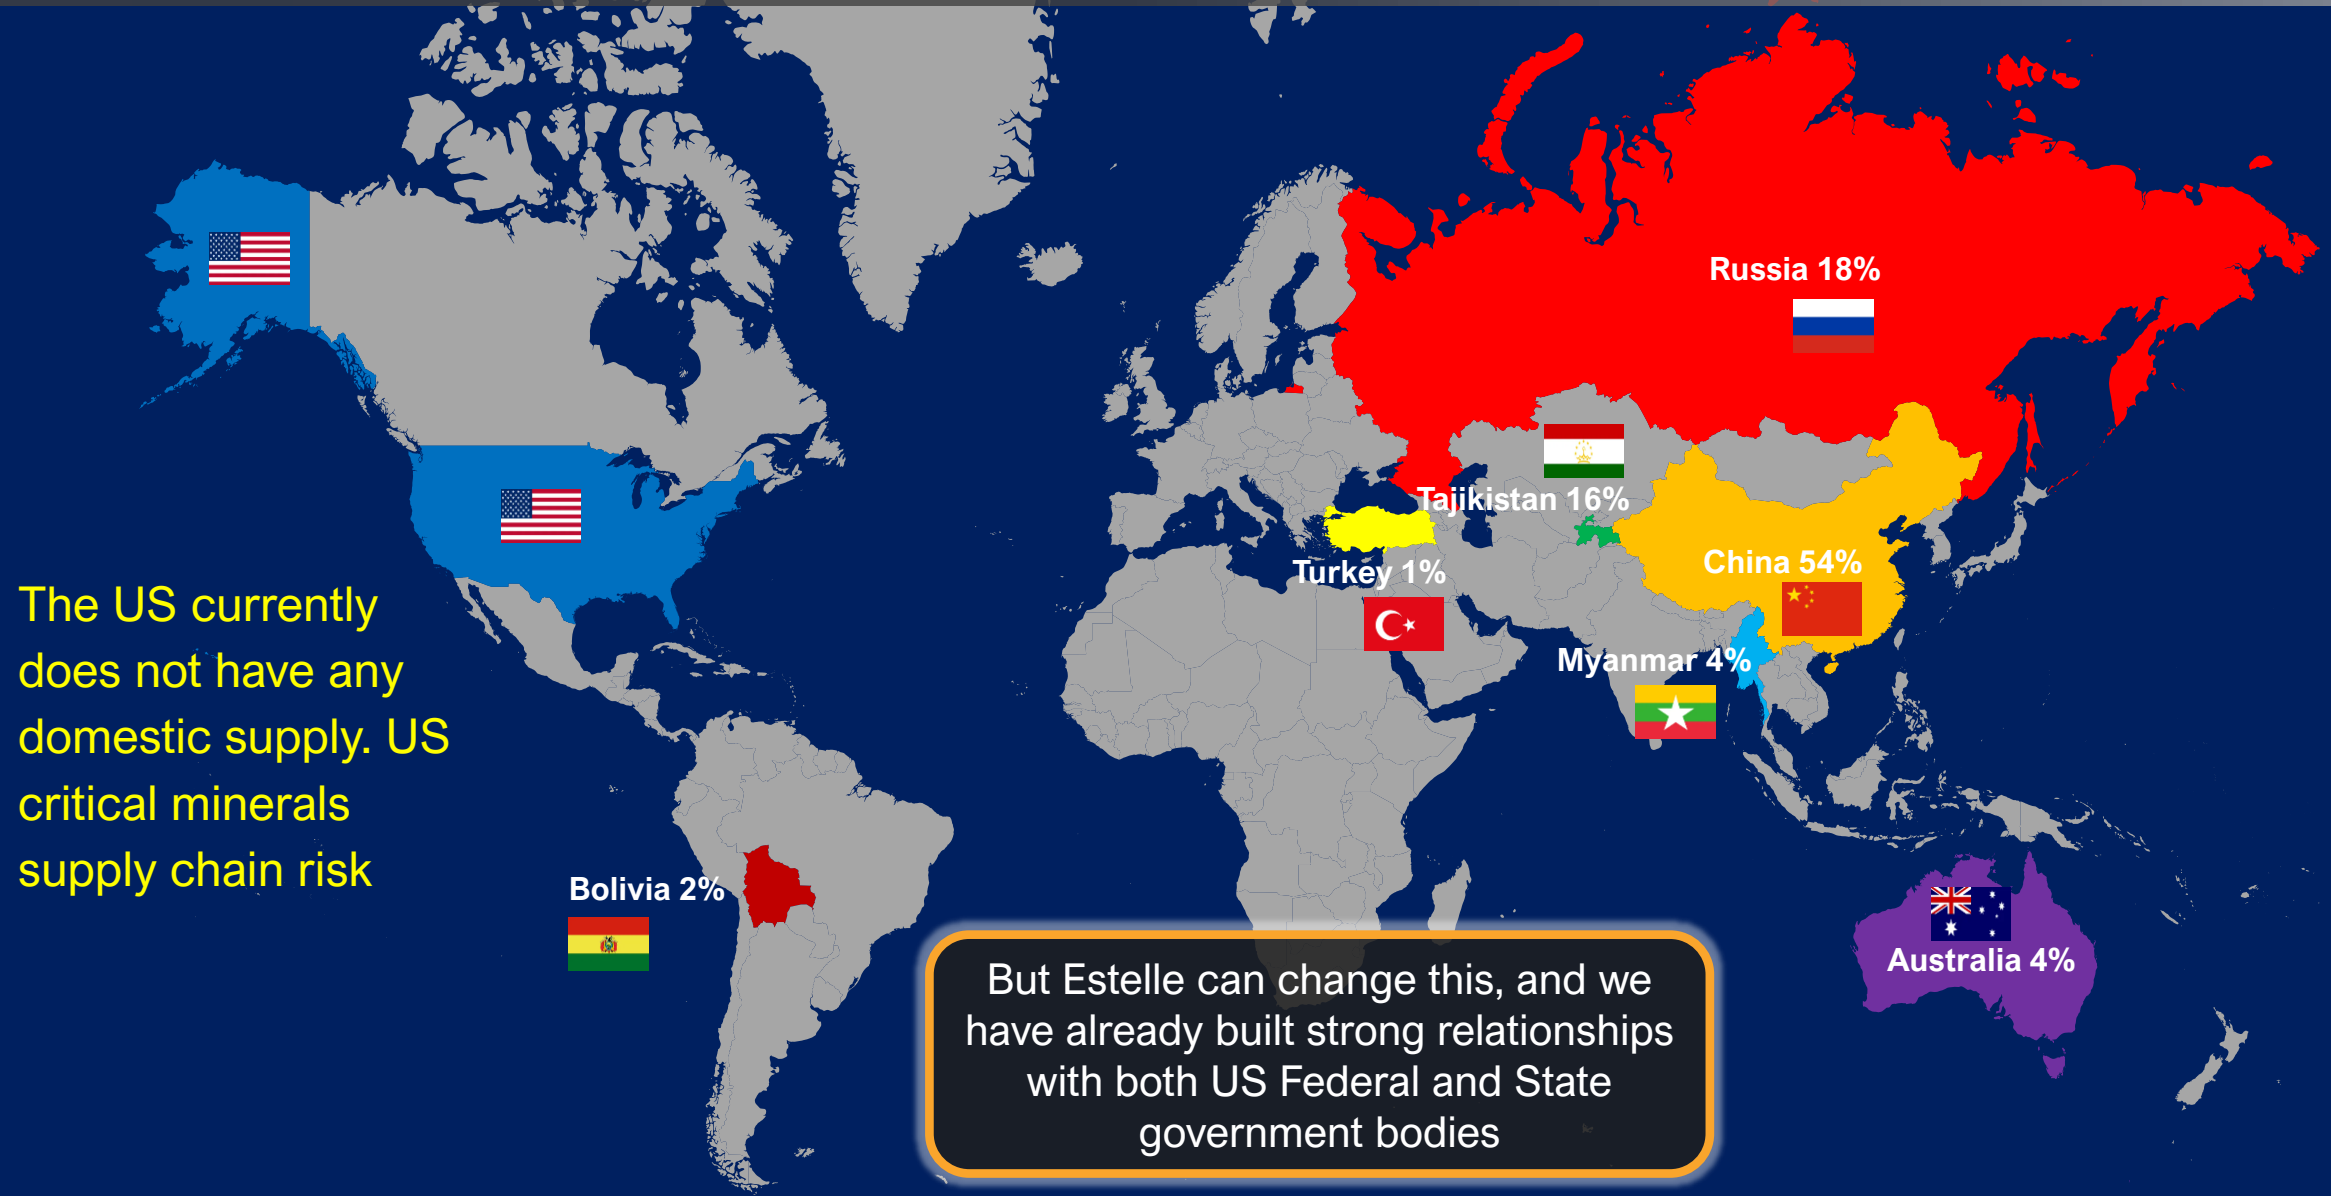 Russia 18%
Tajikistan 16%
China 54%
Turkey 1%
Myanmar 4%
The US currently
does not have any
domestic supply. US
critical minerals
supply chain risk
Bolivia 2%
Australia 4%
But Estelle can change this, and we
have already built strong relationships
with both US Federal and State
government bodies